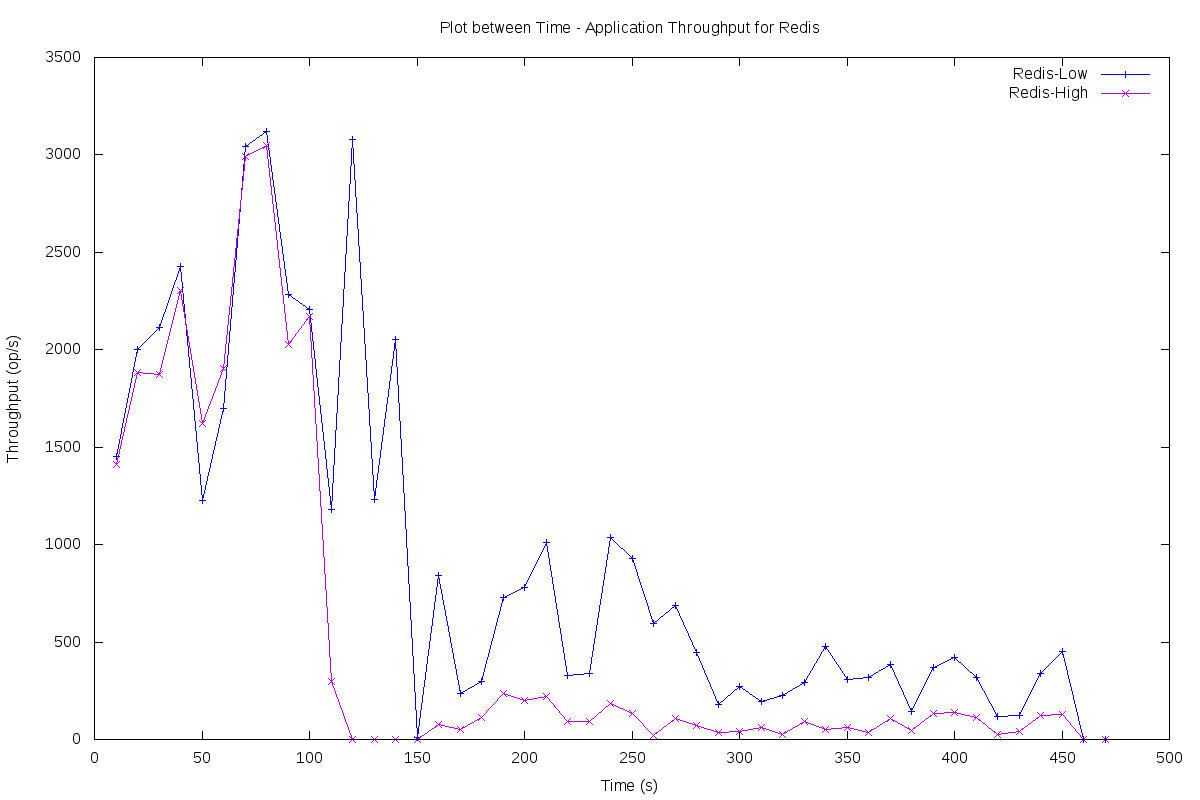 Plot between Time - Application Throughput for Redis
3500
3000
2500
2000
1500
1000
500
0
Throughput (op/s)
Redis-Low
Redis-High
0 50 100 150 200 250 300 350 400 450 500
Time (s)